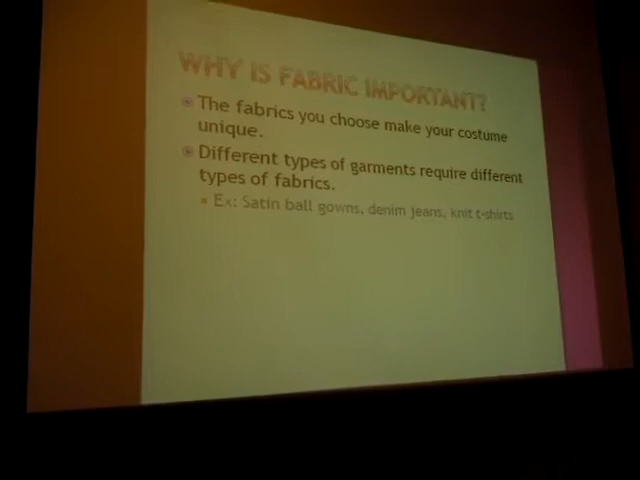 WHY IS FABRIC IMPORTANT?
The fabrics you choose make your costume
unique.
Different types of garments require different
types of fabrics.
Ex: Satin ball gowns, denim jeans, knit t-shirts